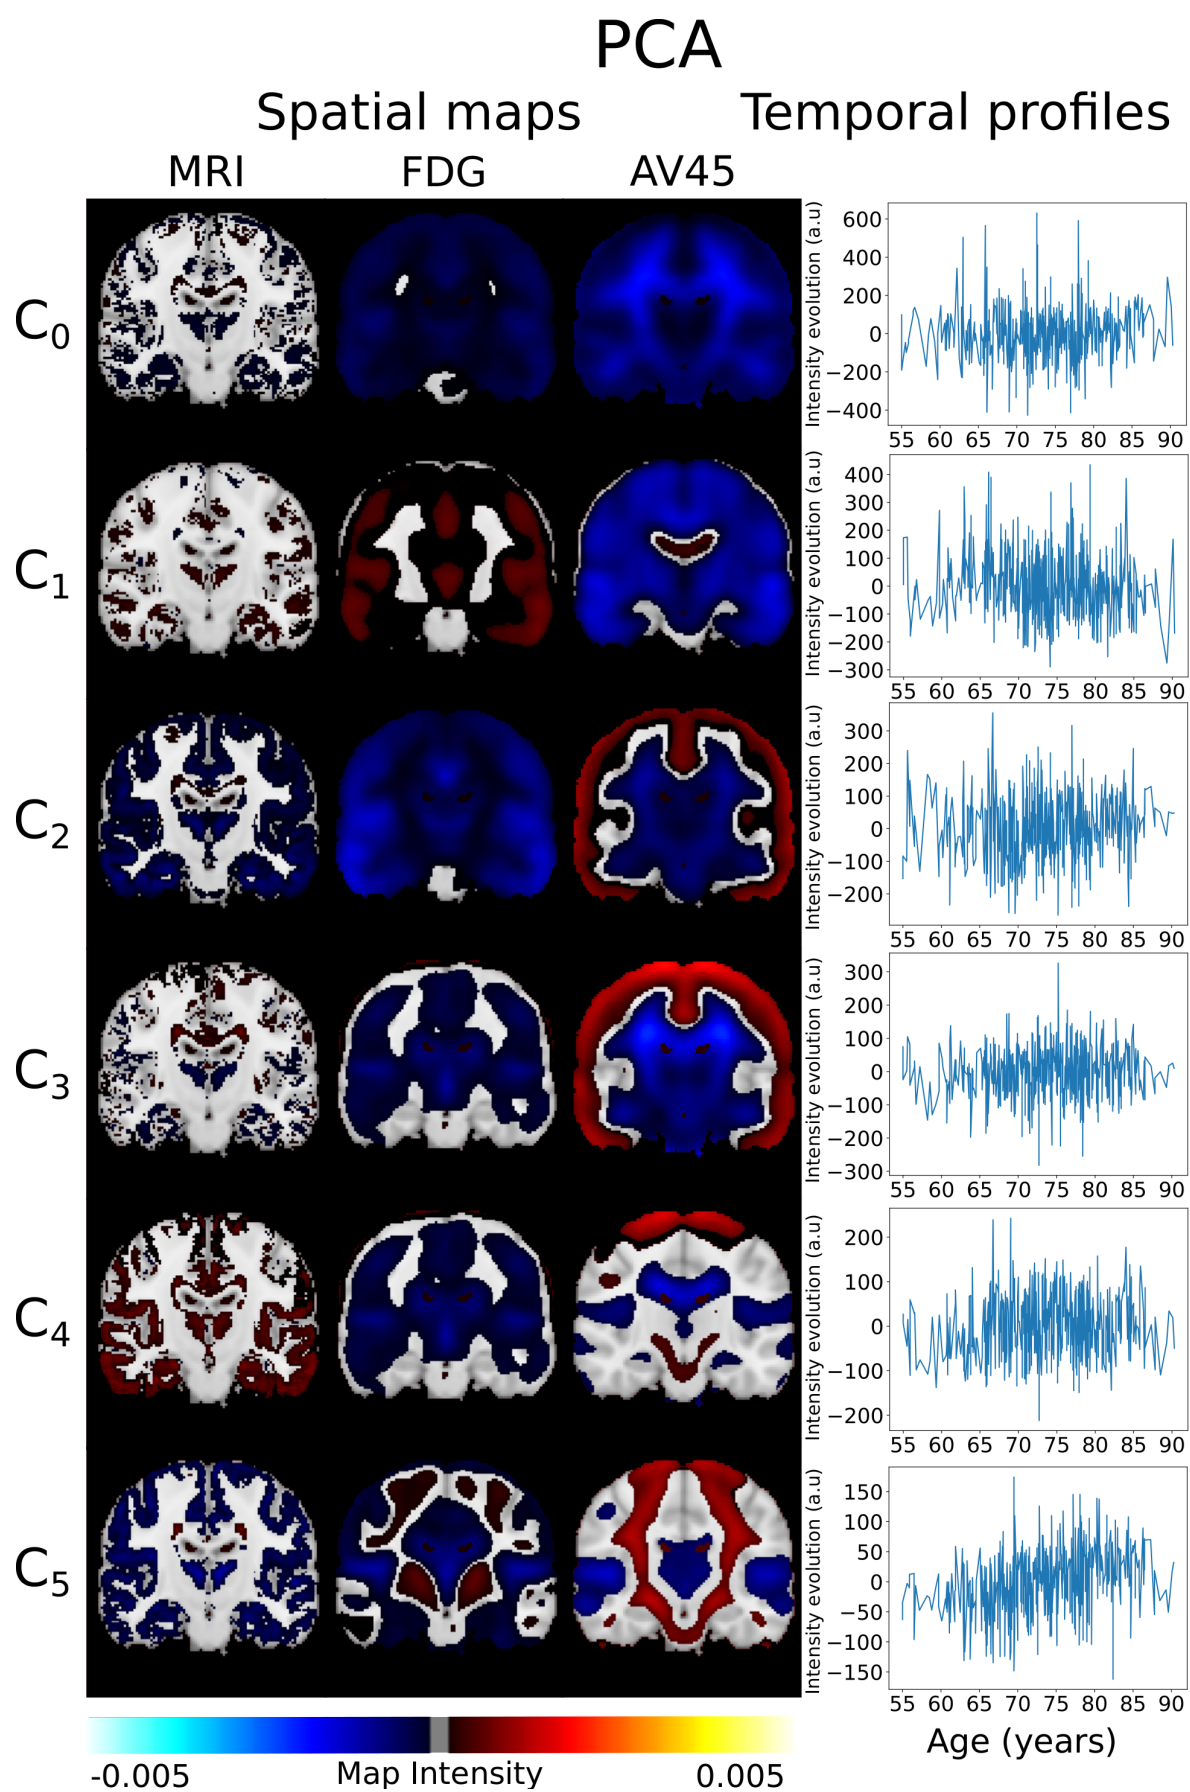 PCA
Spatial maps Temporal profiles
MRI FDG AV45
C0
Intensity evolution (a.u)
600
400
200
0
−200
−400
55 60 65 70 75 80 85 90
C1
Intensity evolution (a.u)
400
300
200
100
0
−100
−200
−300
55 60 65 70 75 80 85 90
C2
Intensity evolution (a.u)
300
200
100
0
−100
−200
55 60 65 70 75 80 85 90
C3
Intensity evolution (a.u)
300
200
100
0
−100
−200
−300
55 60 65 70 75 80 85 90
C4
Intensity evolution (a.u)
200
100
0
−100
−200
55 60 65 70 75 80 85 90
C5
Intensity evolution (a.u)
150
100
50
0
−50
−100
−150
55 60 65 70 75 80 85 90
Age (years)
-0.005 Map Intensity 0.005